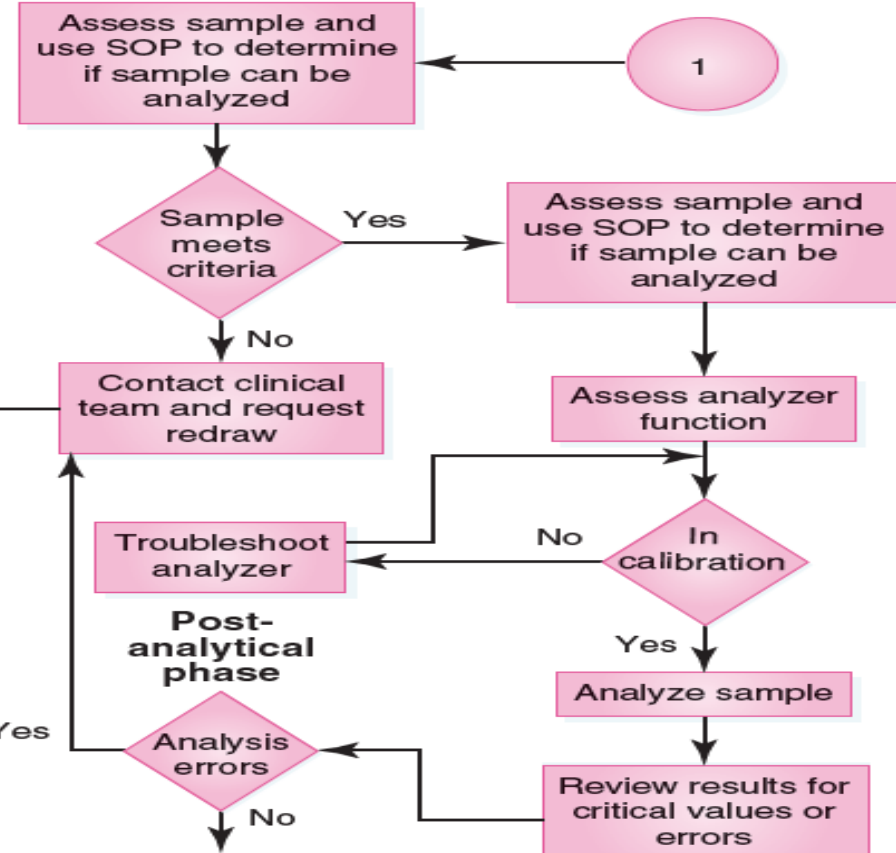 Assess sample and
use SOP to determine
if sample can be
analyzed
1
Sample
meets
criteria
Yes
Assess sample and
use SOP to determine
if sample can be
analyzed
No
Contact clinical
team and request
redraw
Assess analyzer
function
Troubleshoot
analyzer
No
In
calibration
Post-
analytical
phase
Yes
Analyze sample
Yes
Analysis
errors
No
Review results for
critical values or
errors